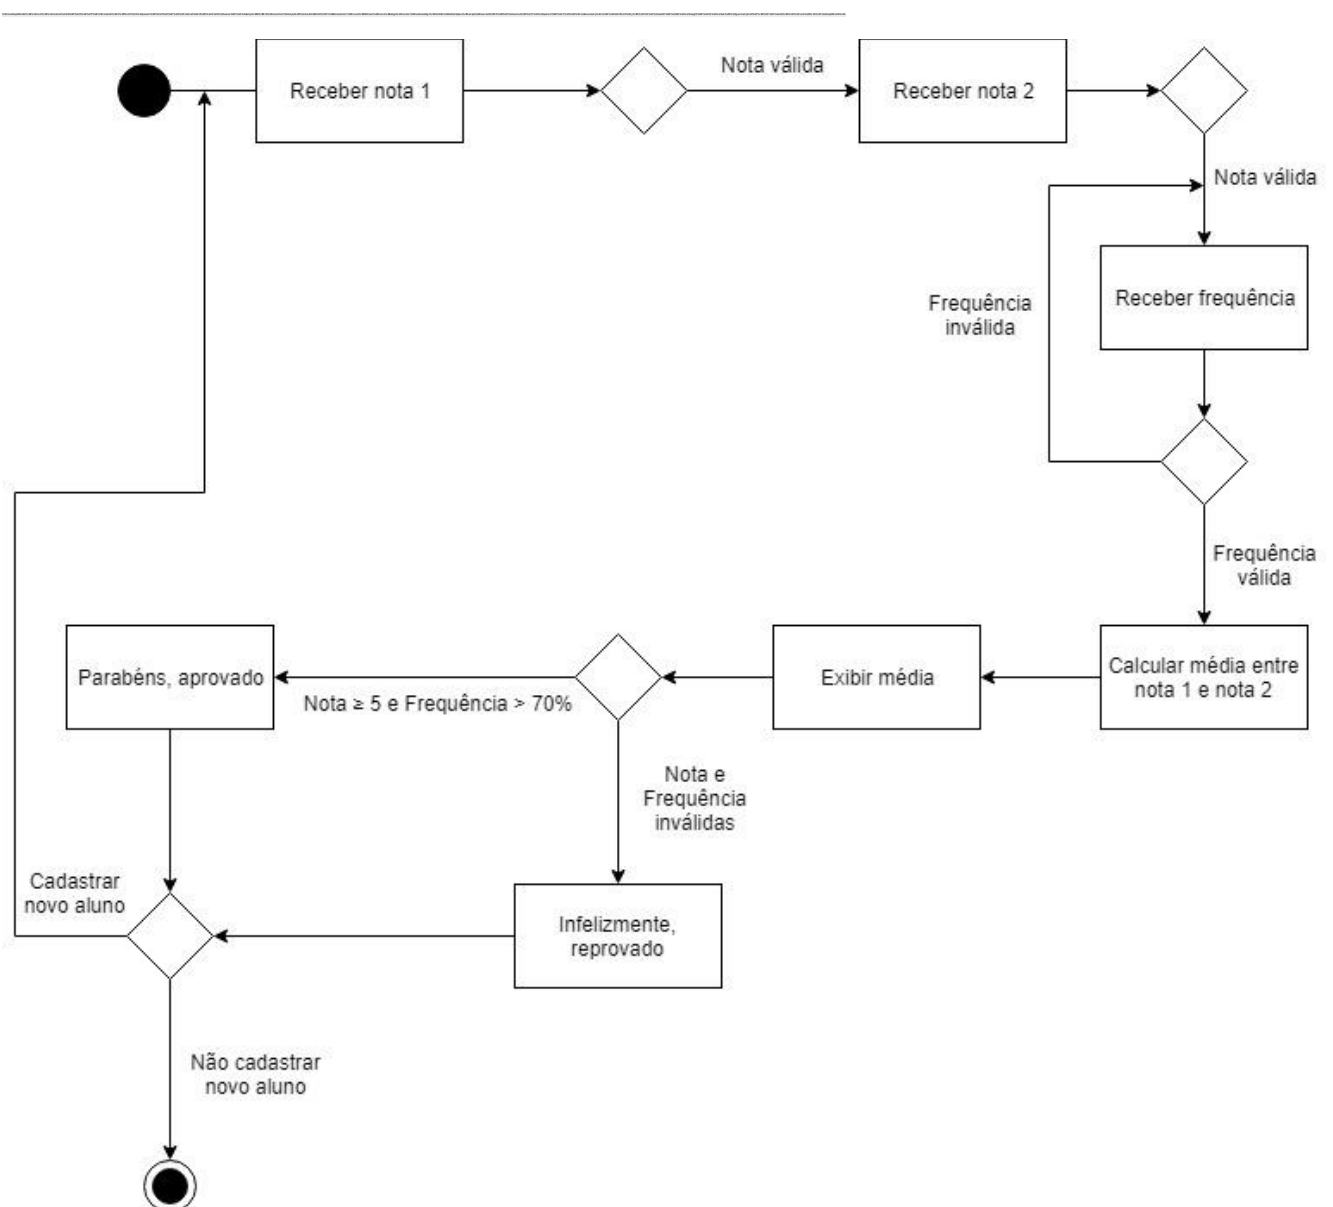 Receber nota 1
Nota válida
Receber nota 2
Nota válida
Receber frequência
Frequência
inválida
Frequência
válida
Calcular média entre
nota 1 e nota 2
Exibir média
Nota ≥ 5 e Frequência > 70%
Parabéns, aprovado
Nota e
Frequência
inválidas
Infelizmente,
reprovado
Cadastrar
novo aluno
Não cadastrar
novo aluno